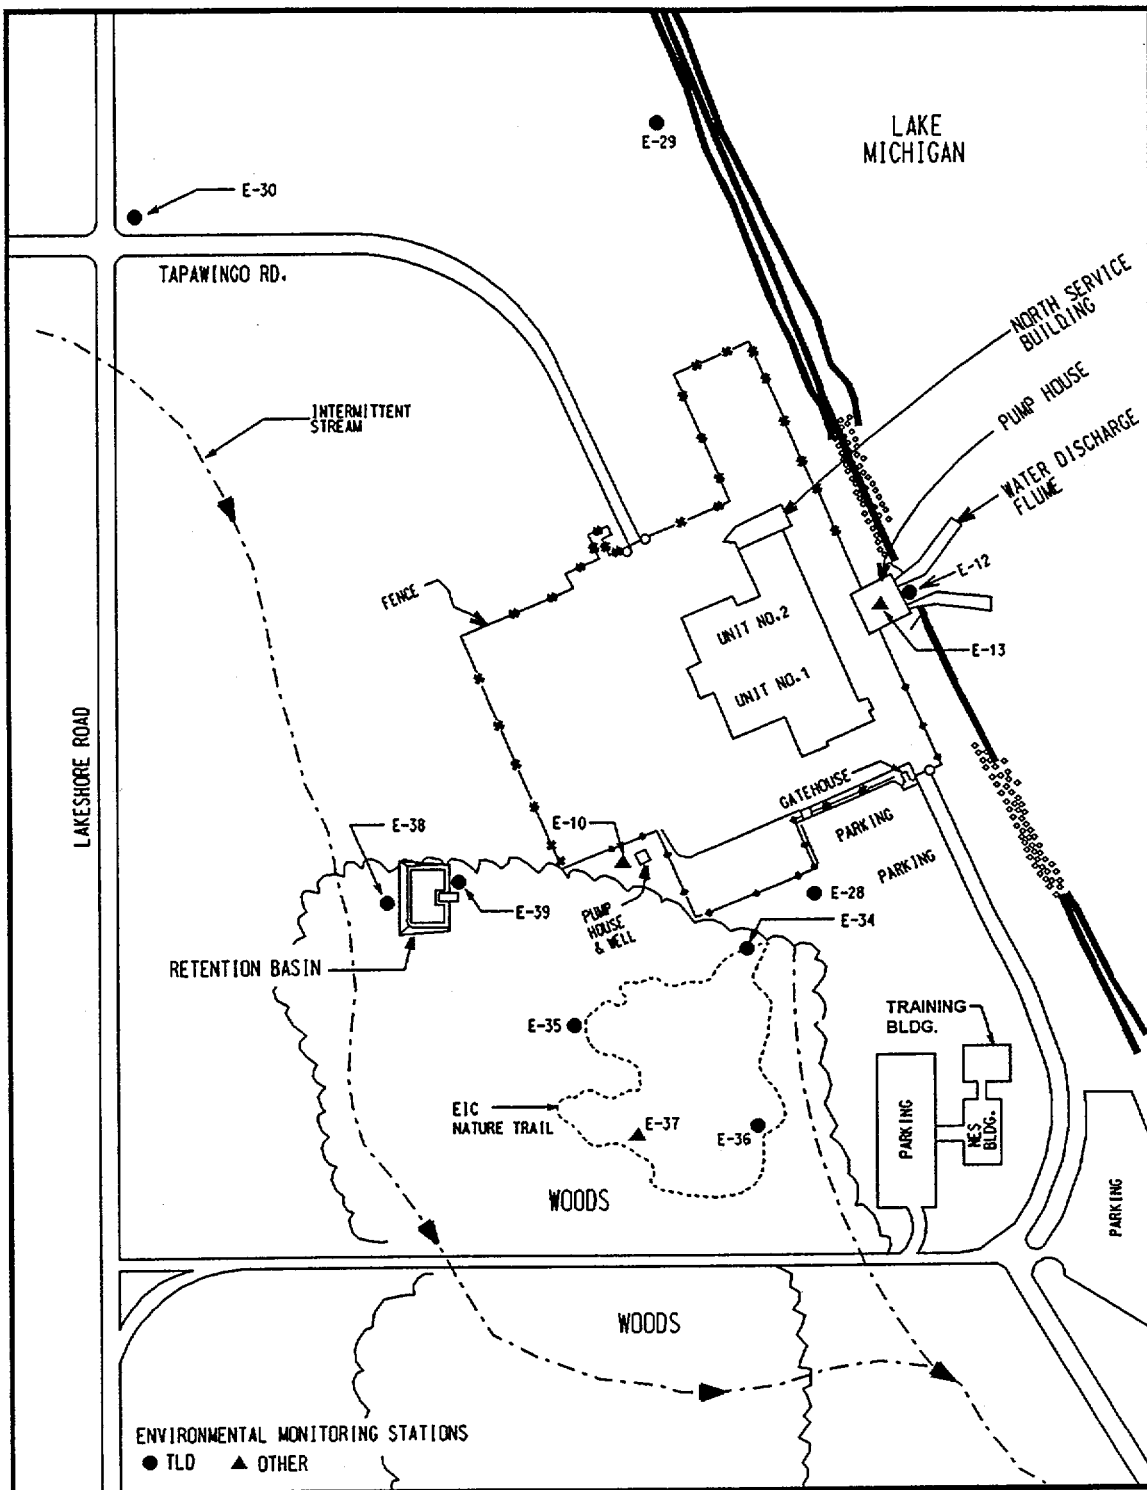 LAKE
MICHIGAN
E-29
E-30
TAPAWINGO RD.
NORTH SERVICE
BUILDING
PUMP HOUSE
WATER DISCHARGE
FLUME
INTERMITTENT
STREAM
E-12
FENCE
UNIT NO.2
E-13
UNIT NO.1
LAKESHORE ROAD
GATEHOUSE
E-38
E-10
PARKING
PARKING
E-28
E-39
PUMP
HOUSE
& WELL
E-34
RETENTION BASIN
E-35
TRAINING
BLDG.
EIC
NATURE TRAIL
E-37
E-36
PARKING
NES
BLDG.
WOODS
PARKING
WOODS
ENVIRONMENTAL MONITORING STATIONS
TLD
OTHER